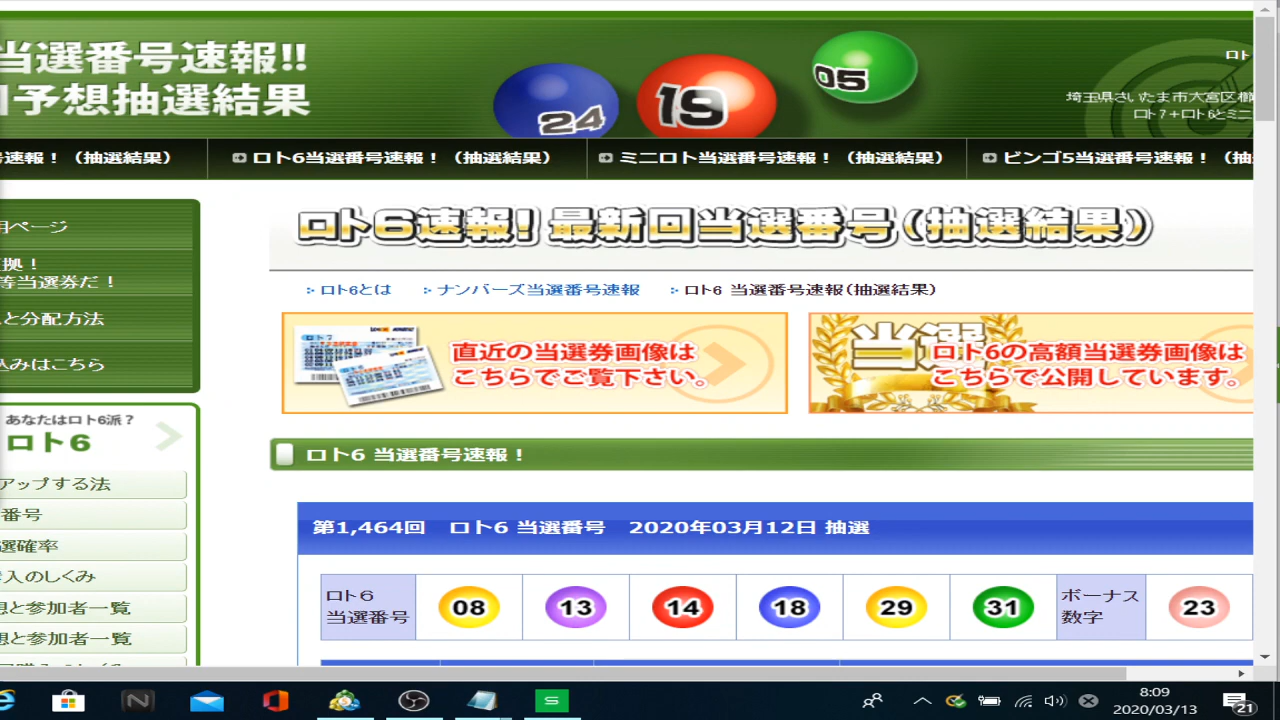 当選番号速報!!
予想抽選結果
24
19
05
ロト
埼玉県さいたま市大宮区櫛
ロト7+ロト6とミニ
速報!(抽選結果)
ロト6当選番号速報!(抽選結果)
ミニロト当選番号速報!(抽選結果)
ビンゴ5当選番号速報!(抽
用ページ
拠!
等当選券だ!
と分配方法
込みはこちら
あなたはロト6派?
ロト6
アップする法
番号
選確率
入のしくみ
想と参加者一覧
想と参加者一覧
ロト6速報!最新回当選番号(抽選結果)
ロト6とは
ナンバーズ当選番号速報
ロト6 当選番号速報(抽選結果)
直近の当選券画像は
こちらでご覧下さい。
当選
ロト6の高額当選券画像は
こちらで公開しています。
ロト6 当選番号速報!
第1,464回 ロト6 当選番号 2020年03月12日 抽選
ロト6
当選番号
08
13
14
18
29
31
ボーナス
数字
23
8:09
2020/03/13
21